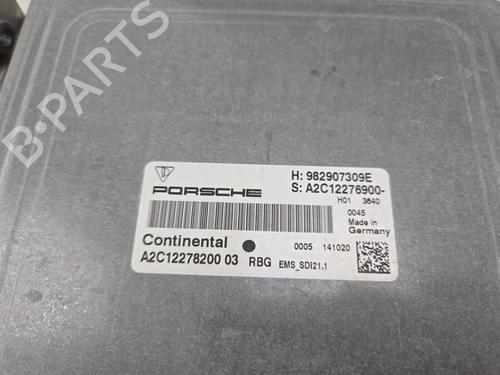 B-PARTS
H: 982907309E
PORSCHE
S: A2C12276900-
H01 3640
0045
Made in
Germany
Continental
0005 141020
A2C12278200 03 RBG EMS_SDI21.1